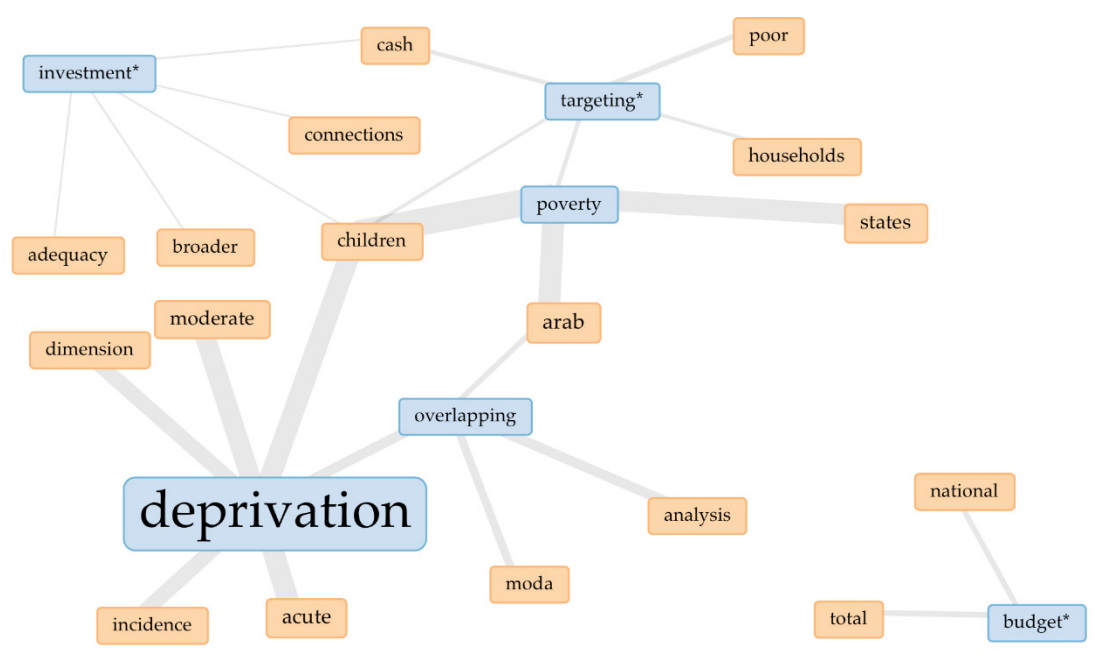 poor
cash
investment*
targeting*
connections
households
poverty
states
children
broader
adequacy
moderate
arab
dimension
overlapping
national
deprivation
analysis
moda
acute
total
budget*
incidence